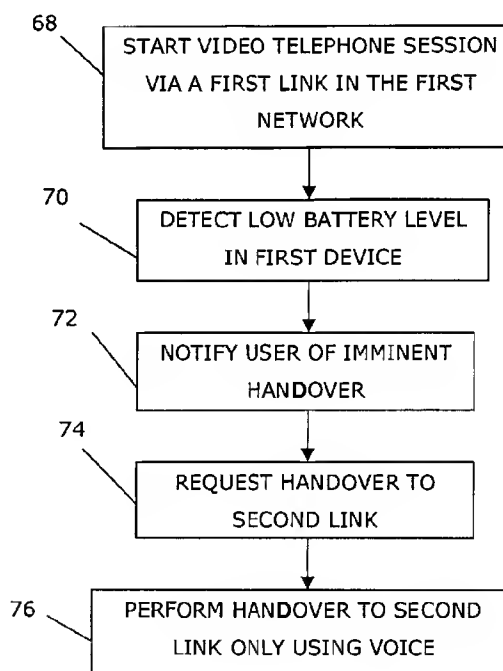 68
START VIDEO TELEPHONE SESSION
VIA A FIRST LINK IN THE FIRST
NETWORK
70
DETECT LOW BATTERY LEVEL
IN FIRST DEVICE
72
NOTIFY USER OF IMMINENT
HANDOVER
74
REQUEST HANDOVER TO
SECOND LINK
76
PERFORM HANDOVER TO SECOND
LINK ONLY USING VOICE